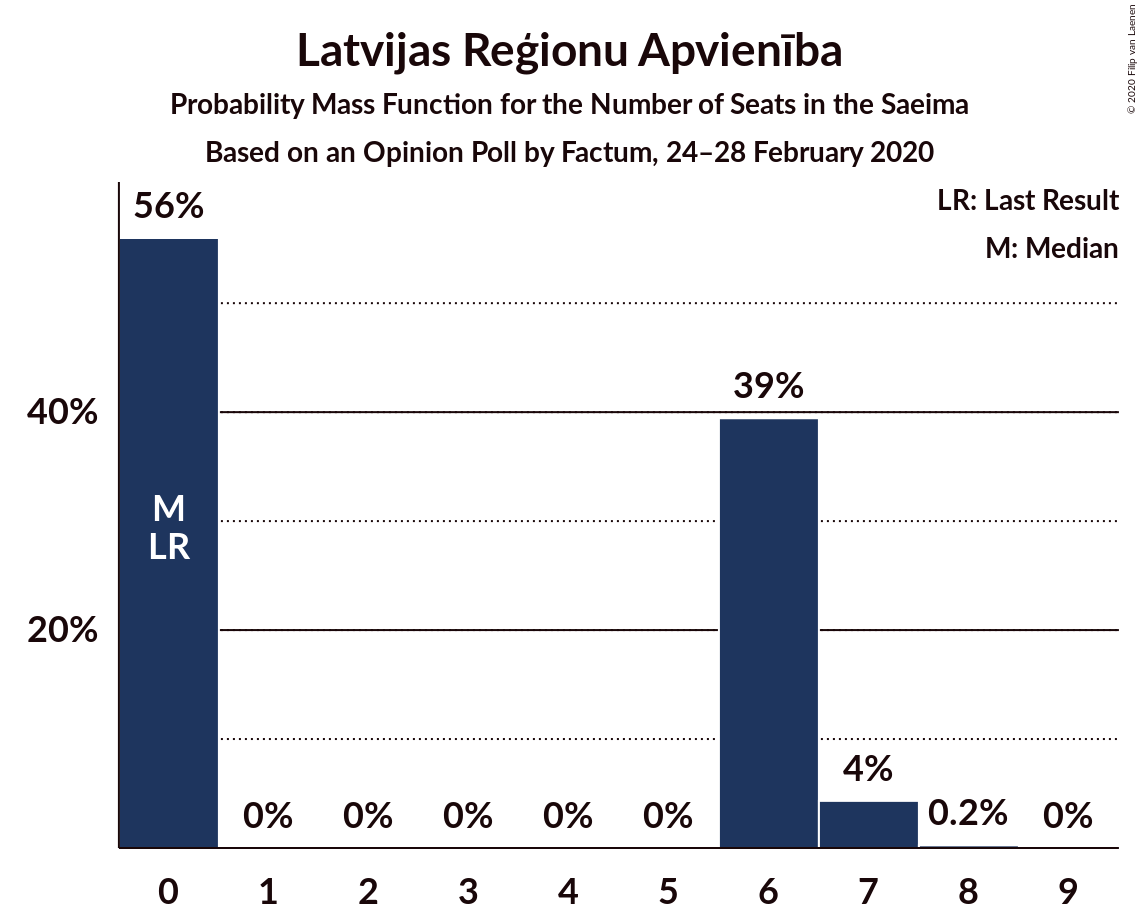 Latvijas Reģionu Apvienība
Probability Mass Function for the Number of Seats in the Saeima
Based on an Opinion Poll by Factum, 24–28 February 2020
© 2020 Filip van Laenen
LR: Last Result
M: Median
56%
39%
40%
M
LR
20%
4%
0% 0% 0% 0% 0% 0.2% 0%
0 1 2 3 4 5 6 7 8 9